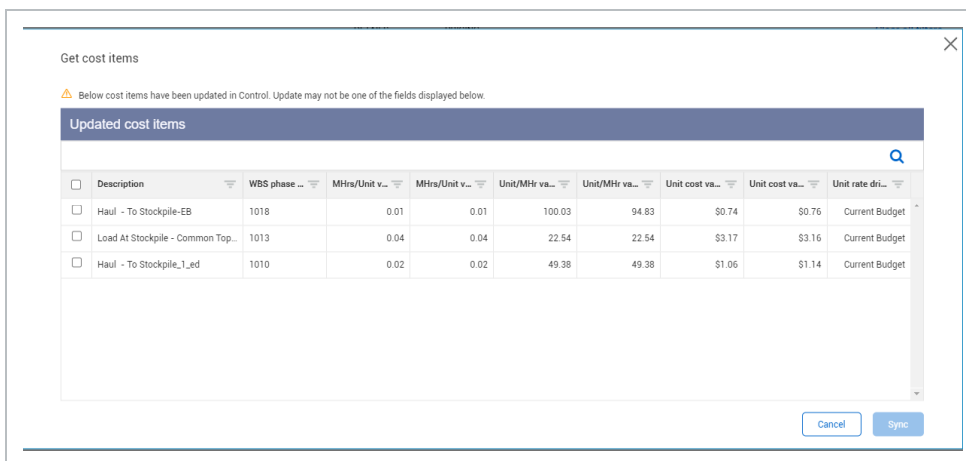 Get cost items
Below cost items have been updated in Control. Update may not be one of the fields displayed below.
Updated cost items
Description WBS phase ... MHrs/Unit v... MHrs/Unit v... Unit/MHr va... Unit/MHr va... Unit cost va... Unit cost va... Unit rate dri...
Haul - To Stockpile-EB 1018 0.01 0.01 100.03 94.83 $0.74 $0.76 Current Budget
Load At Stockpile - Common Top... 1013 0.04 0.04 22.54 22.54 $3.17 $3.16 Current Budget
Haul - To Stockpile_1_ed 1010 0.02 0.02 49.38 49.38 $1.06 $1.14 Current Budget
Cancel Sync